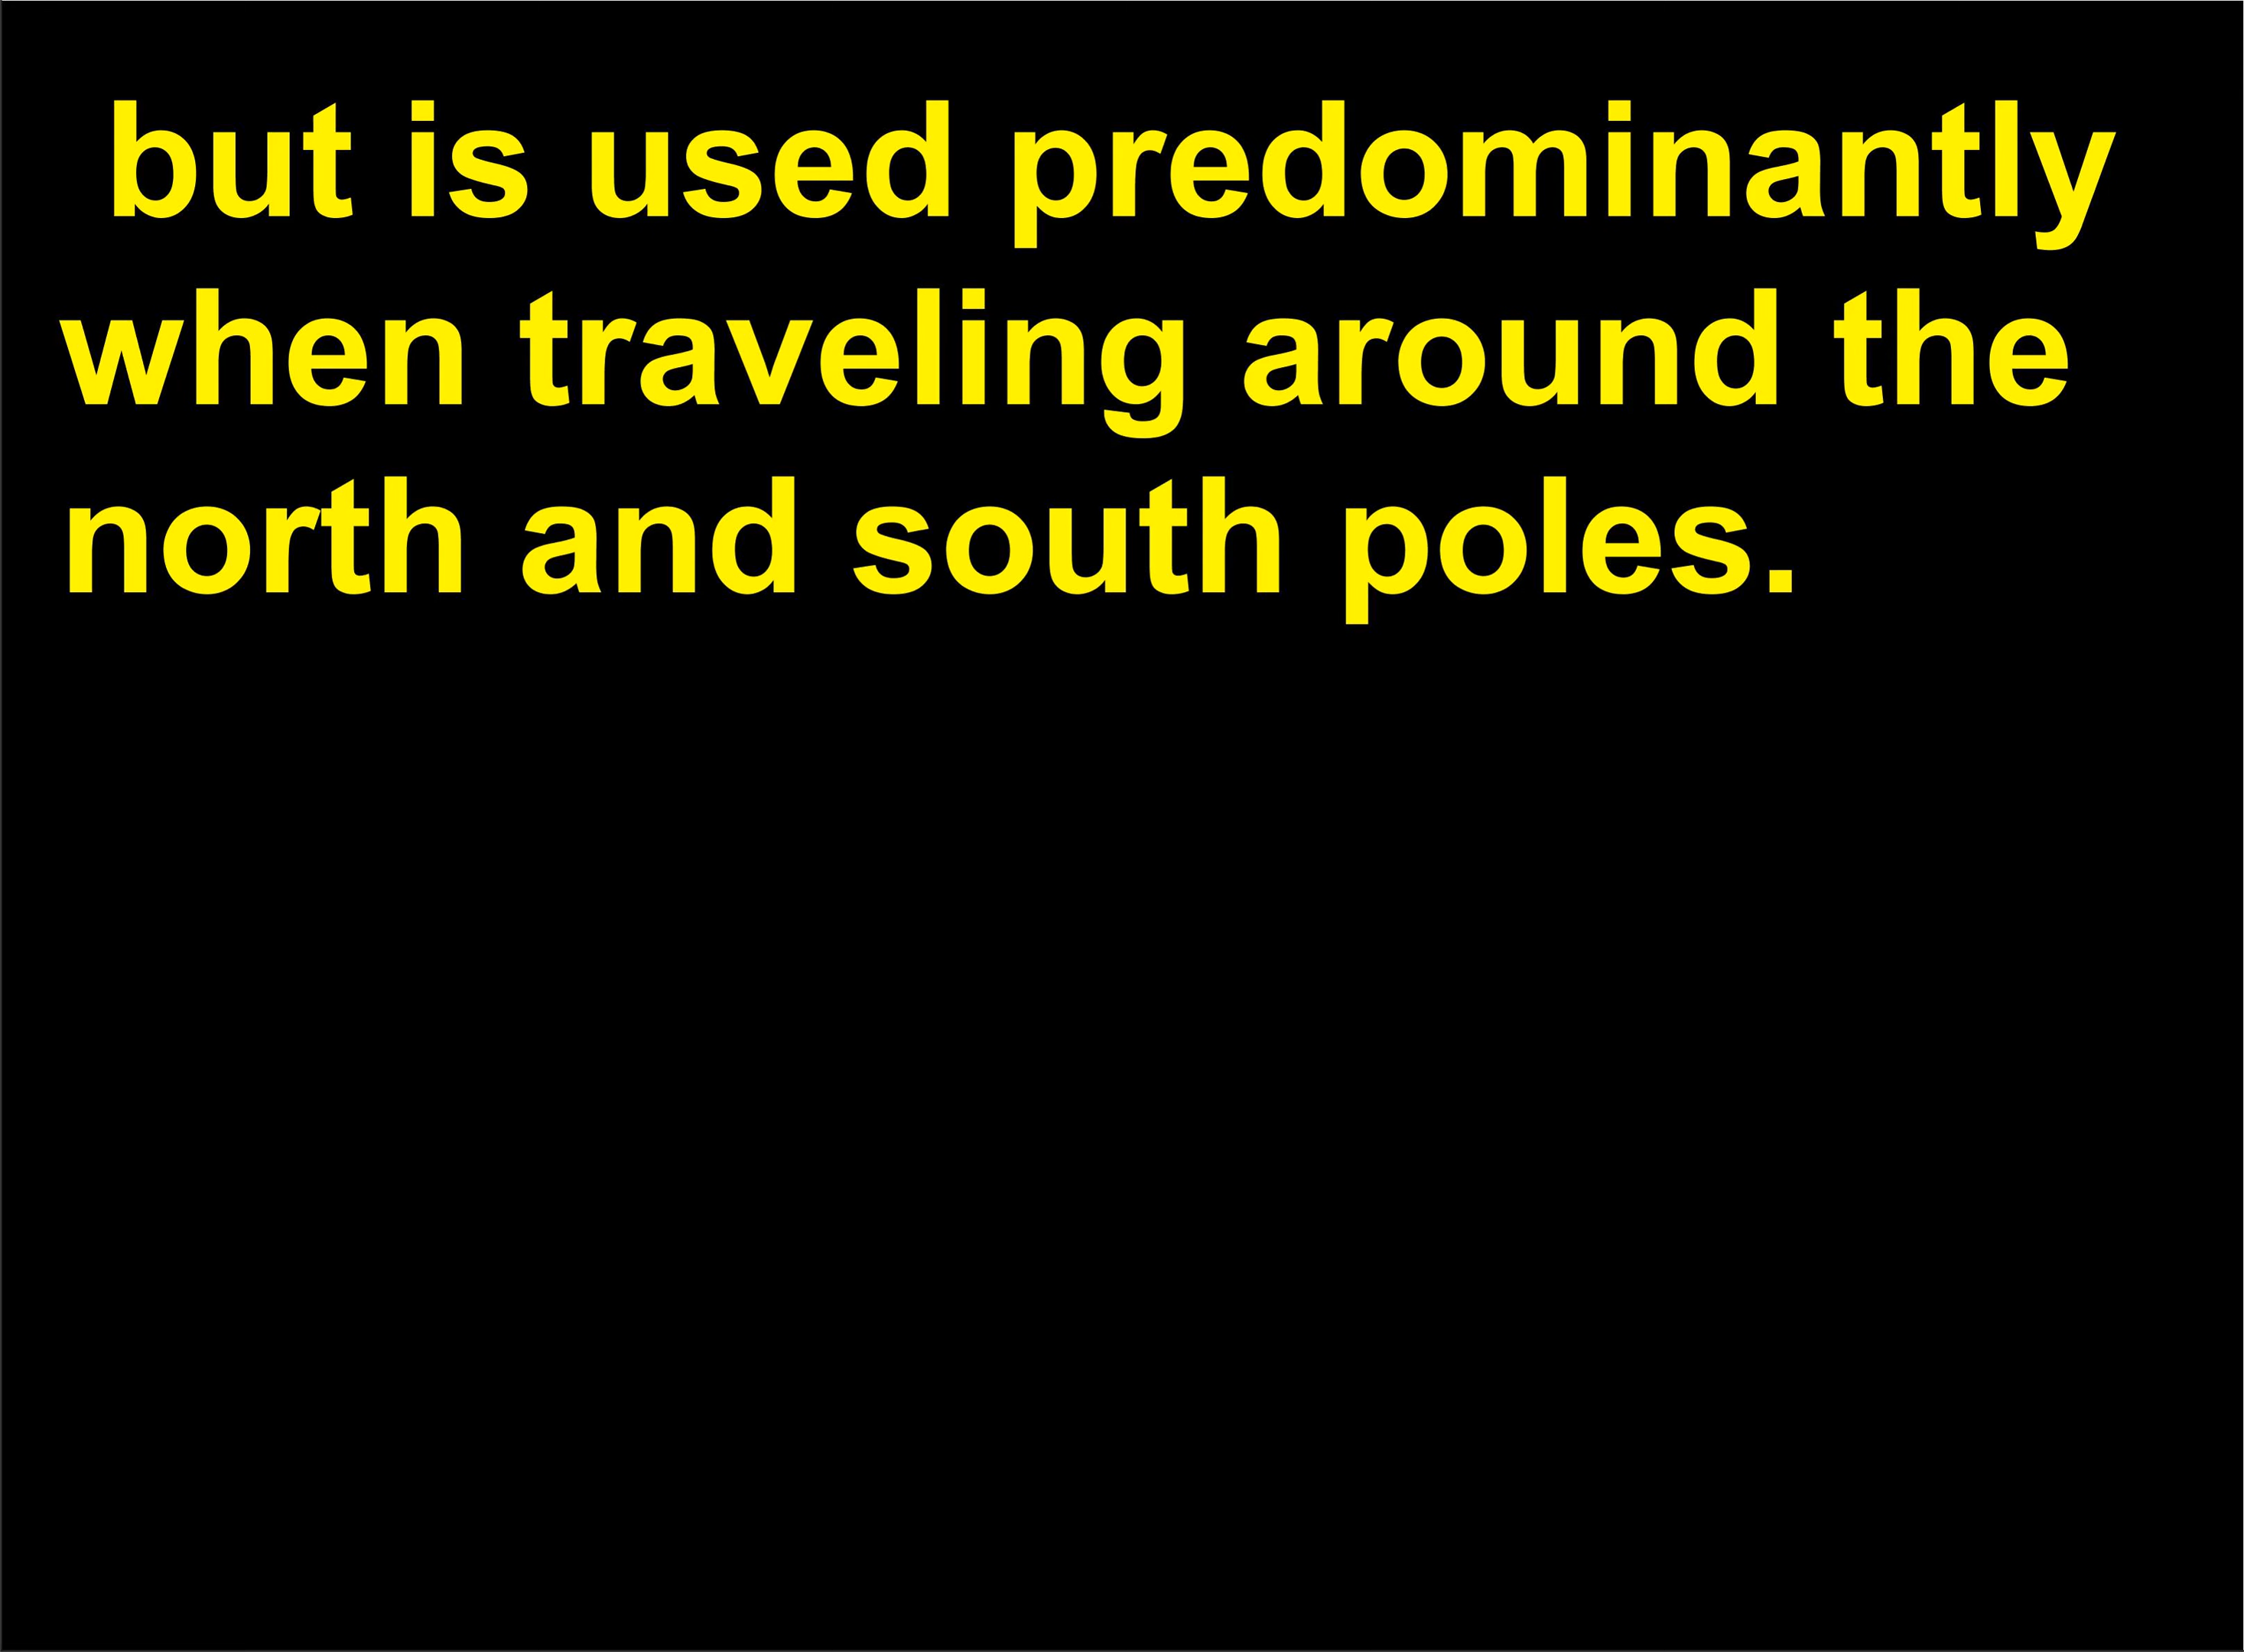 but is used predominantly
when traveling around the
north and south poles.